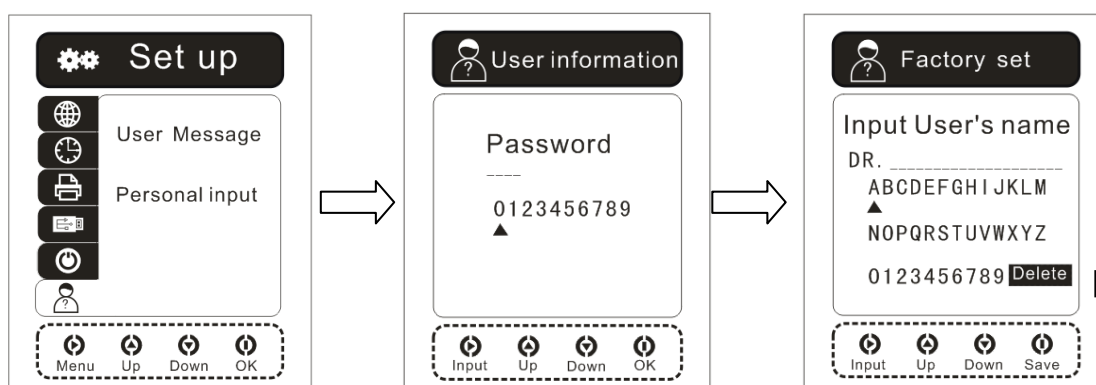 Set up
User Message
Personal input
Menu Up Down OK
User information
Password
0123456789
Input Up Down OK
Factory set
Input User's name
DR.
ABCDEFGHIJKLM
NOPQRSTUVWXYZ
0123456789 Delete
Input Up Down Save